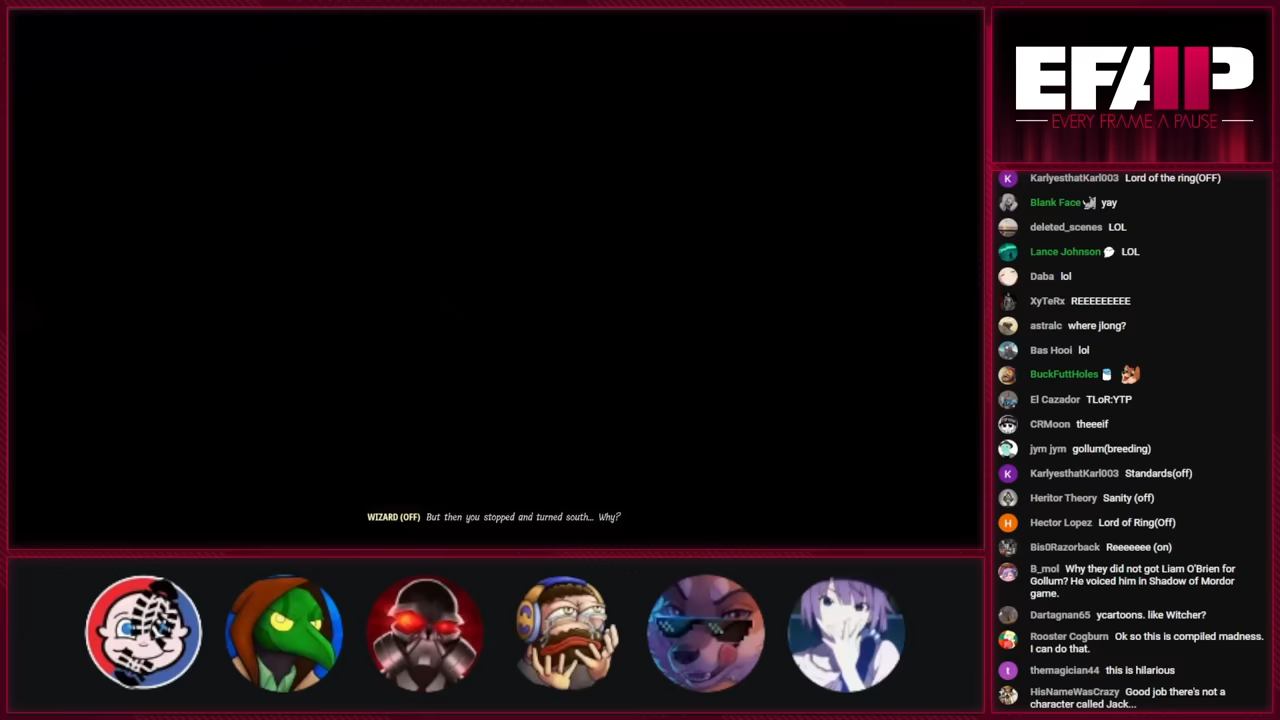 WIZARD (OFF) But then you stopped and turned south... Why?
EFAP
EVERY FRAME A PAUSE
KarlyesthatKarl003 Lord of the ring(OFF)
Blank Face yay
deleted_scenes LOL
Lance Johnson LOL
Daba lol
XyTeRx REEEEEEEEE
astralc where jlong?
Bas Hooi lol
BuckFuttHoles
El Cazador TLoR:YTP
CRMoon theeeif
jym jym gollum(breeding)
K KarlyesthatKarl003 Standards(off)
Heritor Theory Sanity (off)
H Hector Lopez Lord of Ring(Off)
Bis0Razorback Reeeeeee (on)
B_mol Why they did not got Liam O'Brien for
Gollum? He voiced him in Shadow of Mordor
game.
Dartagnan65 ycartoons. like Witcher?
Rooster Cogburn Ok so this is compiled madness.
I can do that.
t themagician44 this is hilarious
HisNameWasCrazy Good job there's not a
character called Jack...